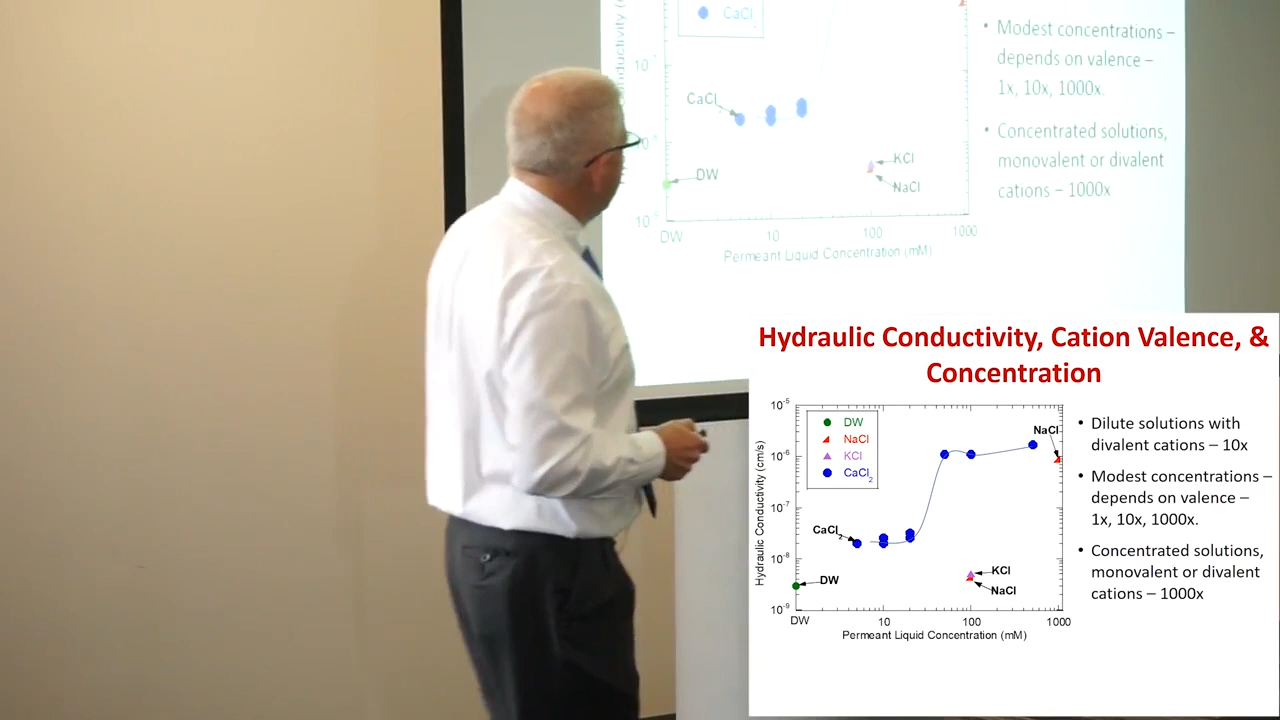 CaCl
CaCl
DW
KCl
NaCl
DW
10
100
1000
Permeant Liquid Concentration (mM)
• Modest concentrations –
depends on valence –
1x, 10x, 1000x.
• Concentrated solutions,
monovalent or divalent
cations – 1000x
Hydraulic Conductivity, Cation Valence, &
Concentration
Hydraulic Conductivity (cm/s)
10-5
10-6
10-7
10-8
10-9
DW
NaCl
KCl
CaCl2
NaCl
CaCl2
DW
KCl
NaCl
DW
10
100
1000
Permeant Liquid Concentration (mM)
• Dilute solutions with
divalent cations – 10x
• Modest concentrations –
depends on valence –
1x, 10x, 1000x.
• Concentrated solutions,
monovalent or divalent
cations – 1000x